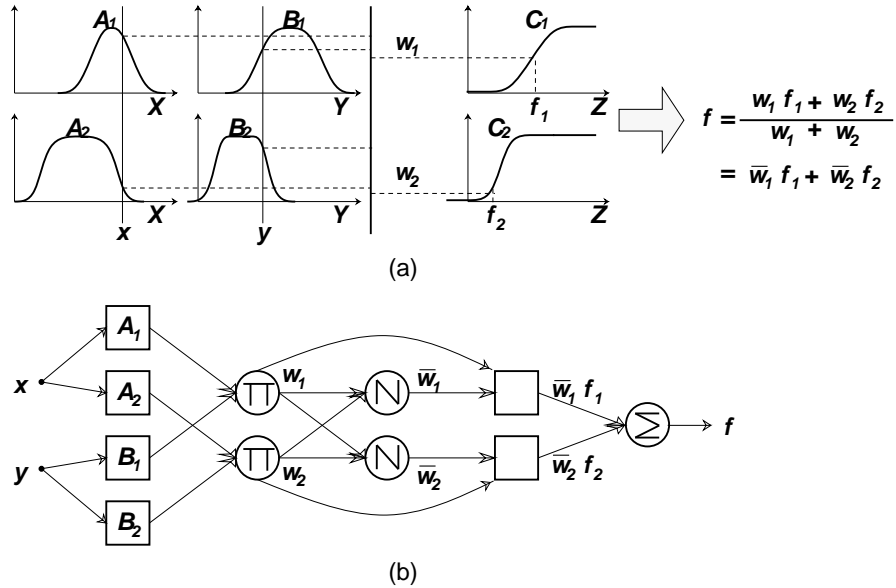 A₁ B₁ w₁ C₁
X Y f₁ Z
A₂ B₂ w₂ C₂
X Y f₂ Z
x y
f = (w₁ f₁ + w₂ f₂) / (w₁ + w₂)
= w̅₁ f₁ + w̅₂ f₂
(a)
x A₁ A₂
y B₁ B₂
∏ w₁ N w̅₁ w̅₁ f₁
∏ w₂ N w̅₂ w̅₂ f₂
Σ f
(b)